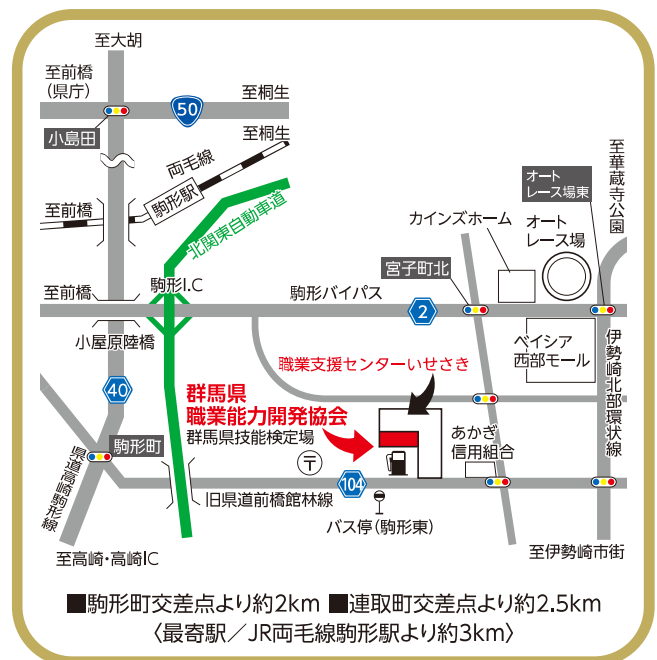 至大胡
至前橋
(県庁)
至桐生
50
小島田
至桐生
両毛線
駒形駅
至前橋
北関東自動車道
至華蔵寺公園
オート
レース場東
カインズホーム
オート
レース場
宮子町北
駒形I.C
至前橋
駒形バイパス
2
小屋原陸橋
ベイシア
西部モール
伊勢崎北部環状線
職業支援センターいせさき
40
群馬県
職業能力開発協会
群馬県技能検定場
あかぎ
信用組合
駒形町
県道高崎駒形線
〒
104
旧県道前橋館林線
バス停(駒形東)
至高崎・高崎IC
至伊勢崎市街
■駒形町交差点より約2km ■連取町交差点より約2.5km
〈最寄駅/JR両毛線駒形駅より約3km〉